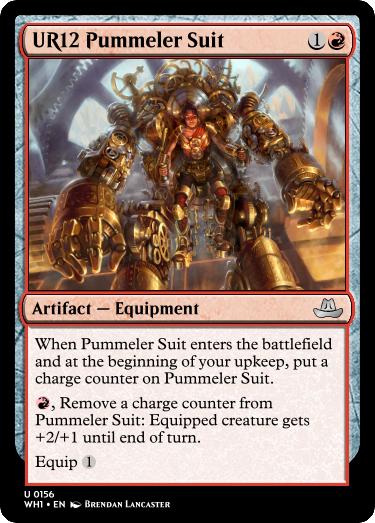 UR12 Pummeler Suit 1
Artifact — Equipment
When Pummeler Suit enters the battlefield
and at the beginning of your upkeep, put a
charge counter on Pummeler Suit.
, Remove a charge counter from
Pummeler Suit: Equipped creature gets
+2/+1 until end of turn.
Equip 1
U 0156
WH1 • EN Brendan Lancaster